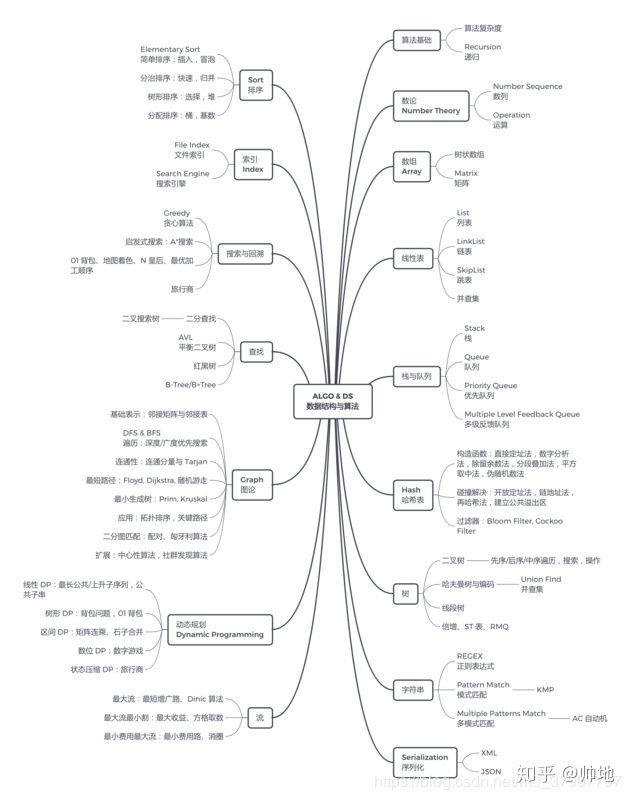 ALGO & DS
数据结构与算法
Sort
排序
Elementary Sort
简单排序：插入，冒泡
分治排序：快速，归并
树形排序：选择，堆
分配排序：桶，基数
索引
Index
File Index
文件索引
Search Engine
搜索引擎
搜索与回溯
Greedy
贪心算法
启发式搜索：A*搜索
01 背包、地图着色、N 皇后、最优加
工顺序
旅行商
查找
二叉搜索树
二分查找
AVL
平衡二叉树
红黑树
B-Tree/B+Tree
Graph
图论
基础表示：邻接矩阵与邻接表
DFS & BFS
遍历：深度/广度优先搜索
连通性：连通分量与 Tarjan
最短路径：Floyd, Dijkstra, 随机游走
最小生成树：Prim, Kruskal
应用：拓扑排序，关键路径
二分图匹配：配对、匈牙利算法
扩展：中心性算法，社群发现算法
动态规划
Dynamic Programming
线性 DP：最长公共/上升子序列，公
共子串
树形 DP：背包问题，01 背包
区间 DP：矩阵连乘、石子合并
数位 DP：数字游戏
状态压缩 DP：旅行商
流
最大流：最短增广路、Dinic 算法
最大流最小割：最大收益、方格取数
最小费用最大流：最小费用路、消圈
算法基础
算法复杂度
Recursion
递归
数论
Number Theory
Number Sequence
数列
Operation
运算
数组
Array
树状数组
Matrix
矩阵
线性表
List
列表
LinkList
链表
SkipList
跳表
并查集
栈与队列
Stack
栈
Queue
队列
Priority Queue
优先队列
Multiple Level Feedback Queue
多级反馈队列
Hash
哈希表
构造函数：直接定址法，数字分析
法，除留余数法，分段叠加法，平方
取中法，伪随机数法
碰撞解决：开放定址法，链地址法，
再哈希法，建立公共溢出区
过滤器：Bloom Filter, Cockoo
Filter
树
二叉树
先序/后序/中序遍历，搜索，操作
哈夫曼树与编码
Union Find
并查集
线段树
倍增、ST 表、RMQ
字符串
REGEX
正则表达式
Pattern Match
模式匹配
KMP
Multiple Patterns Match
多模式匹配
AC 自动机
Serialization
序列化
XML
JSON
知乎 @帅地